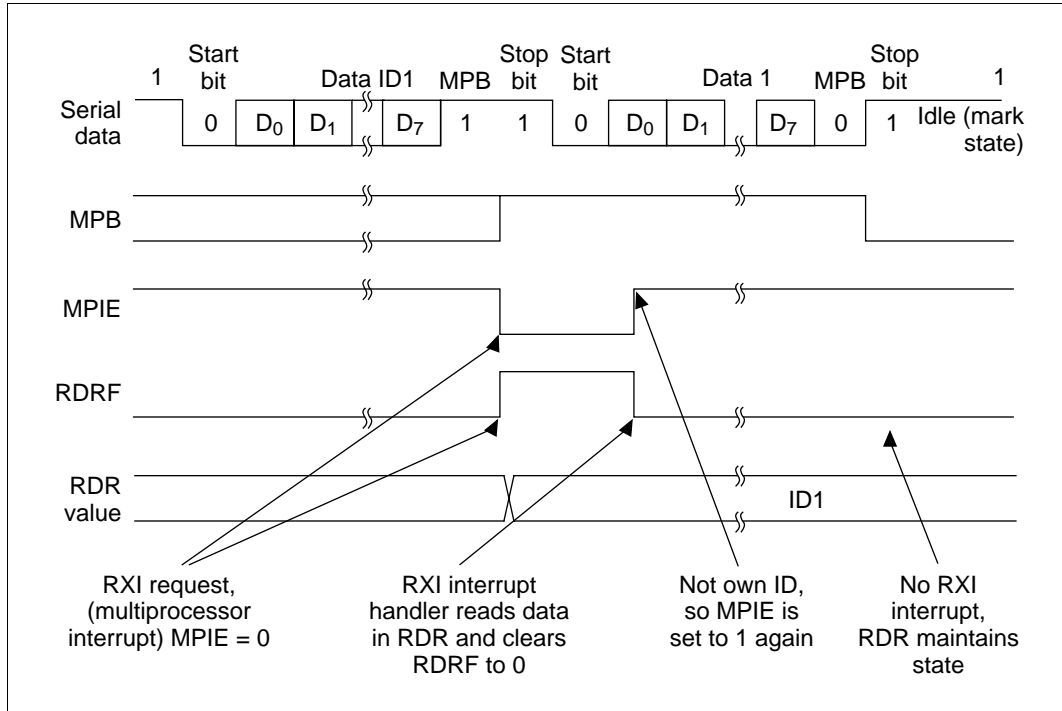 Start bit
Data ID1
MPB
Stop bit
Start bit
Data 1
MPB
Stop bit
1
1
Serial data
0
D0
D1
D7
1
1
0
D0
D1
D7
0
1
Idle (mark state)
MPB
MPIE
RDRF
RDR value
ID1
RXI request,
(multiprocessor
interrupt) MPIE = 0
RXI interrupt
handler reads data
in RDR and clears
RDRF to 0
Not own ID,
so MPIE is
set to 1 again
No RXI
interrupt,
RDR maintains
state